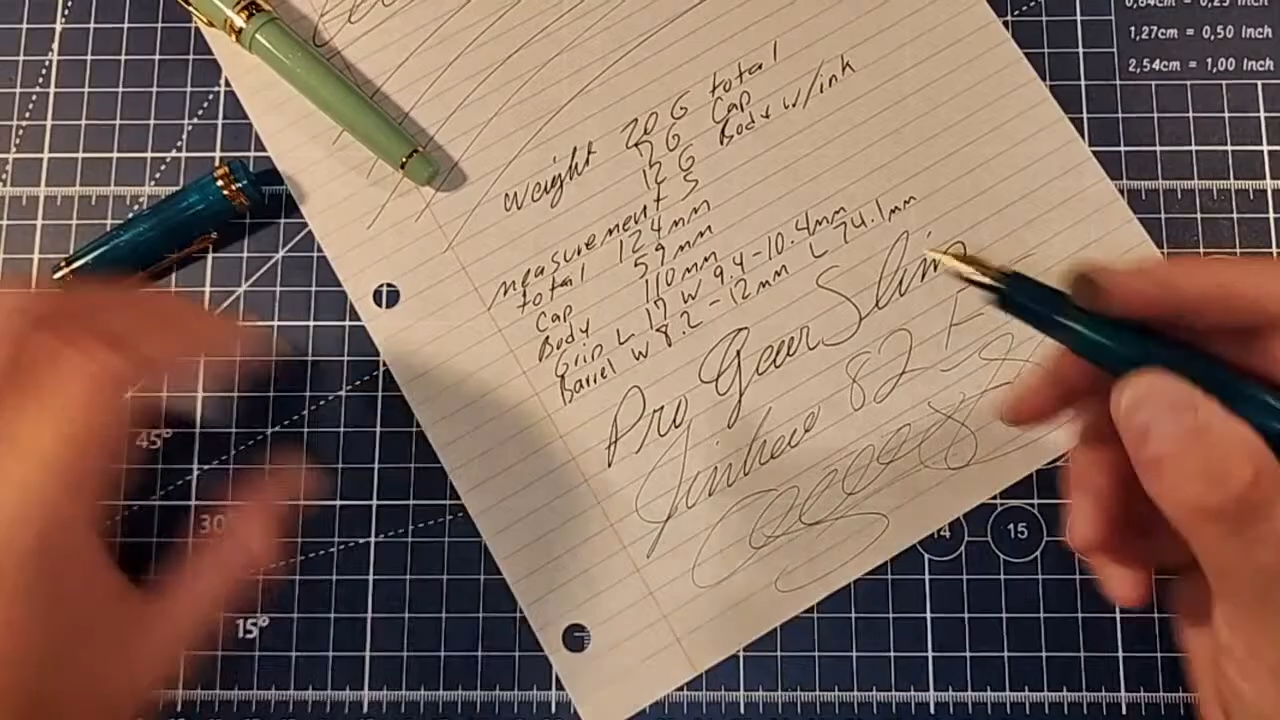 0,64cm = 0,25 Inch
1,27cm = 0,50 Inch
2,54cm = 1,00 Inch
Weight 20 G total
7 G Cap
12 G Body w/ink
measurement S
total 124mm
Cap 59mm
Body 110mm
Grip L 17 W 9.4-10.4mm
Barrel W 8.2-12mm L 74.1mm
Pro Gear Slim
Jinhao 82 F
45°
30
15°
14
15